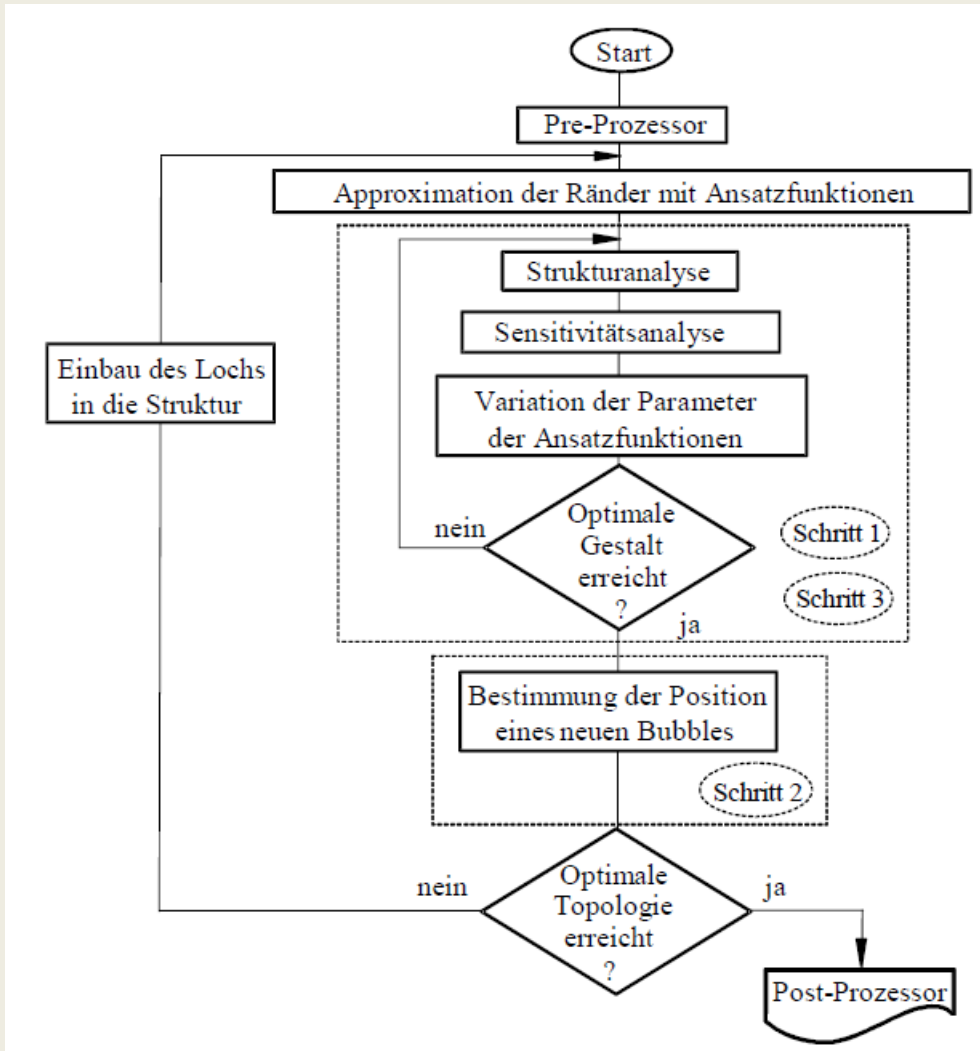 Start
Pre-Prozessor
Approximation der Ränder mit Ansatzfunktionen
Strukturanalyse
Sensitivitätsanalyse
Einbau des Lochs
in die Struktur
Variation der Parameter
der Ansatzfunktionen
nein
Optimale
Gestalt
erreicht
?
ja
Schritt 1
Schritt 3
Bestimmung der Position
eines neuen Bubbles
Schritt 2
nein
Optimale
Topologie
erreicht
?
ja
Post-Prozessor